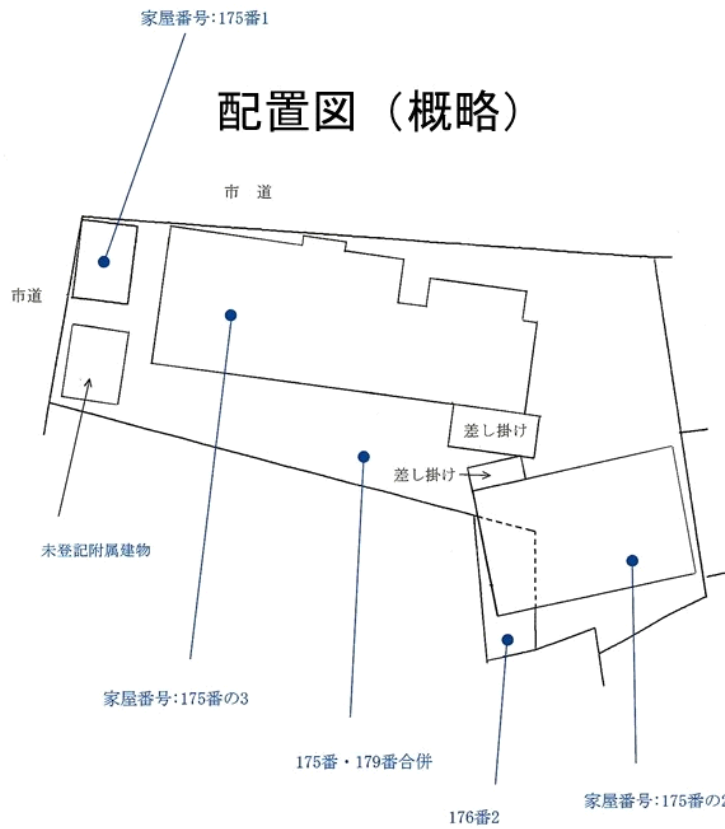 家屋番号:175番1
配置図（概略）
市　道
市道
差し掛け
差し掛け
未登記附属建物
家屋番号:175番の3
175番・179番合併
176番2
家屋番号:175番の2